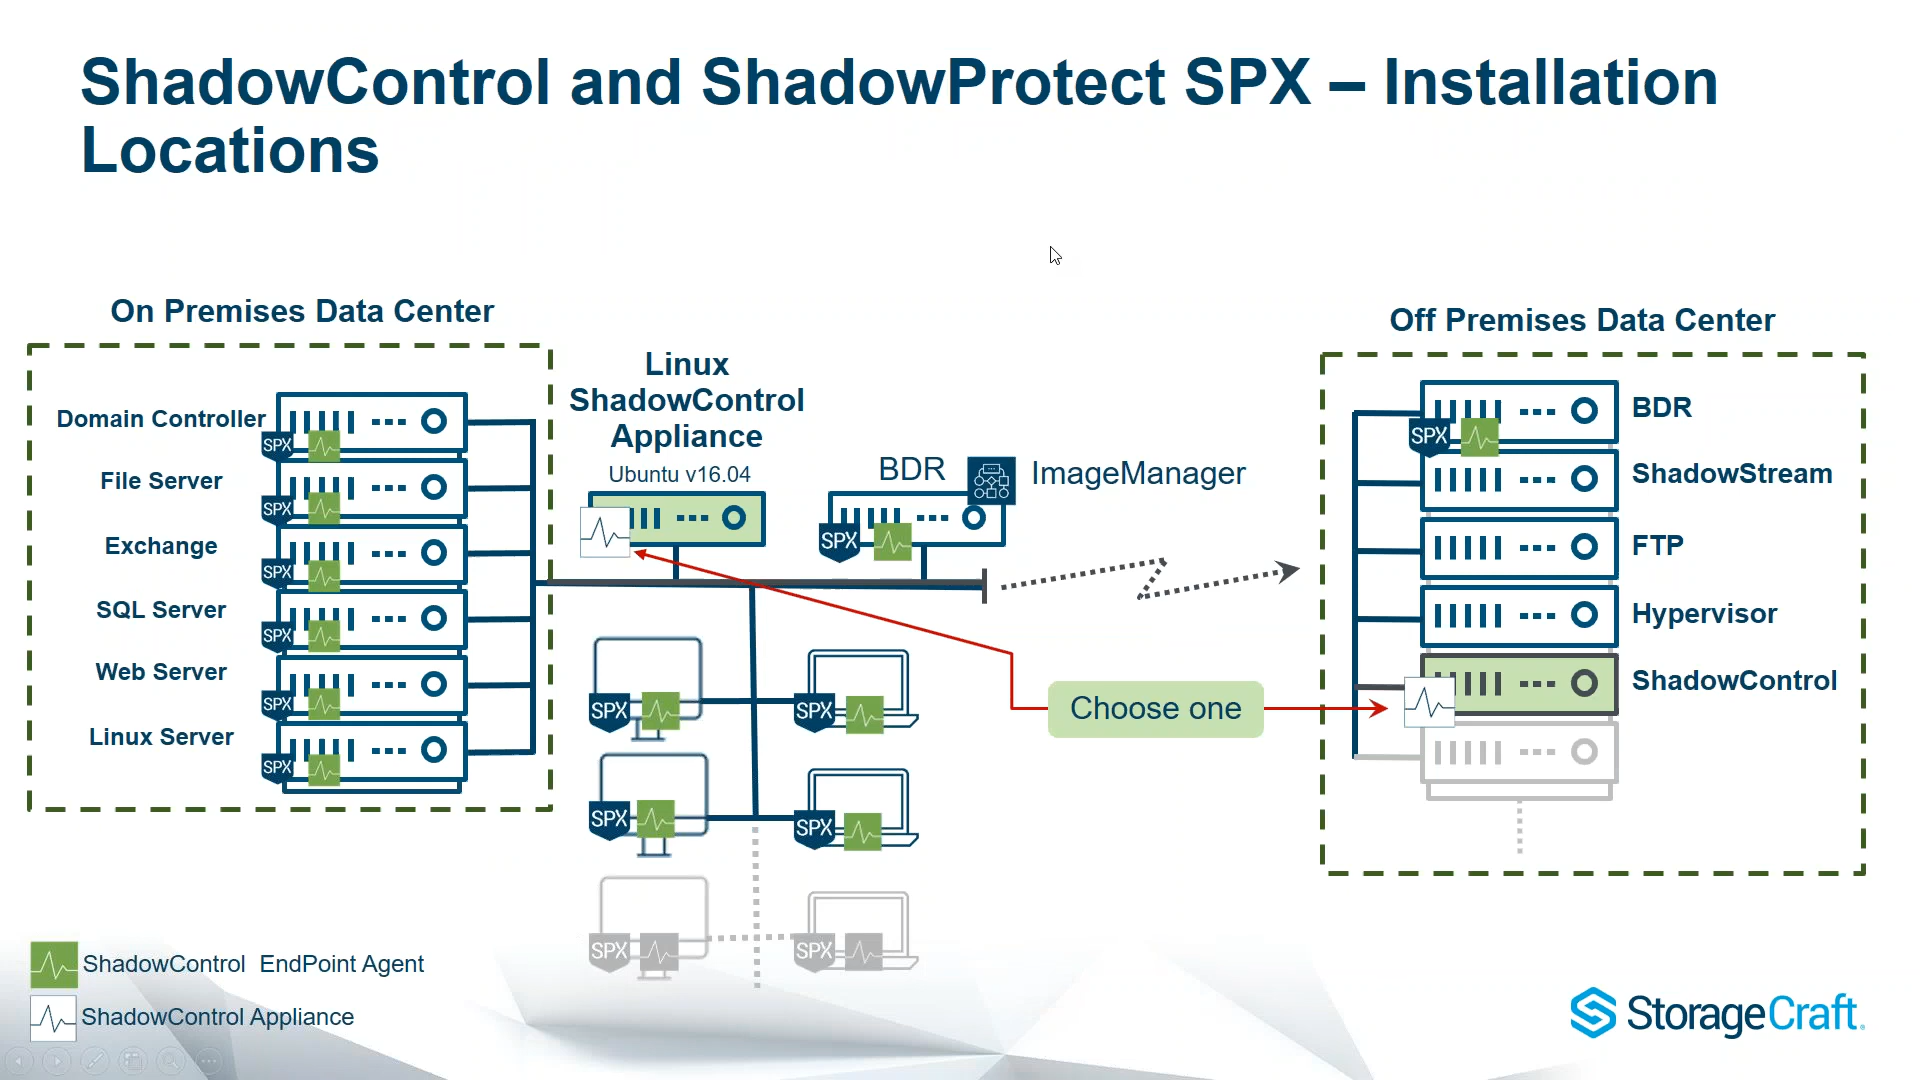 ShadowControl and ShadowProtect SPX – Installation
Locations
On Premises Data Center
Domain Controller
SPX
File Server
SPX
Exchange
SPX
SQL Server
SPX
Web Server
SPX
Linux Server
SPX
Linux
ShadowControl
Appliance
Ubuntu v16.04
BDR
ImageManager
SPX
SPX
SPX
SPX
SPX
SPX
SPX
Choose one
Off Premises Data Center
BDR
SPX
ShadowStream
FTP
Hypervisor
ShadowControl
ShadowControl EndPoint Agent
ShadowControl Appliance
StorageCraft